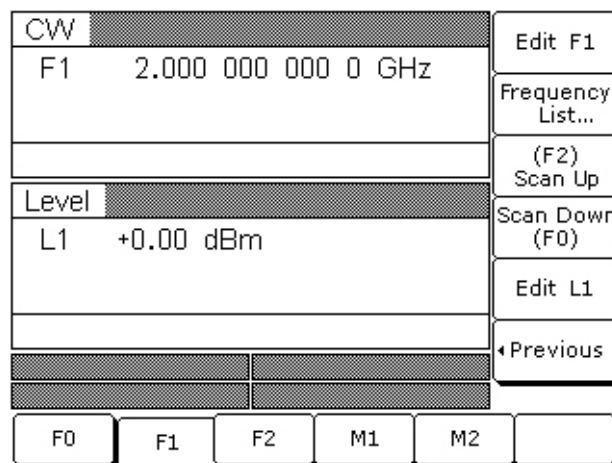 CW
F1 2.000 000 000 0 GHz
Level
L1 +0.00 dBm
Edit F1
Frequency
List...
(F2)
Scan Up
Scan Down
(F0)
Edit L1
Previous
F0 F1 F2 M1 M2